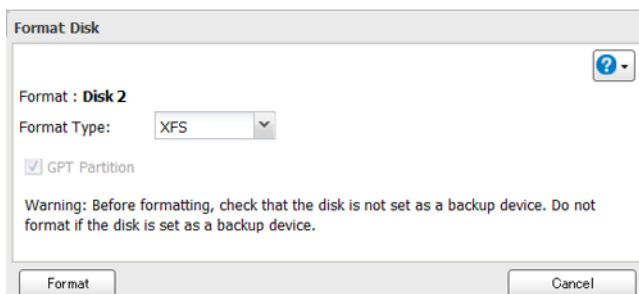 Format Disk
?
Format : Disk 2
Format Type: XFS
GPT Partition
Warning: Before formatting, check that the disk is not set as a backup device. Do not
format if the disk is set as a backup device.
Format Cancel